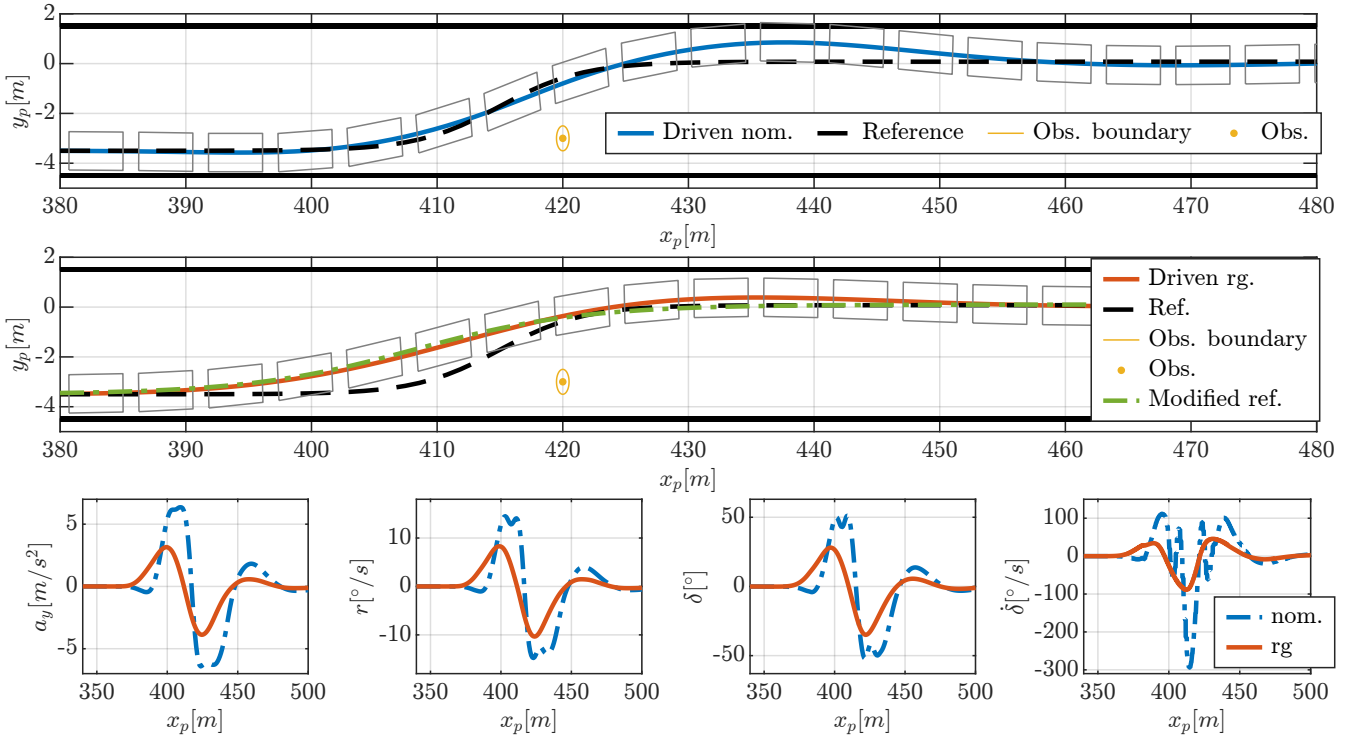 2
0
-2
-4
y_p[m]
Driven nom.
Reference
Obs. boundary
Obs.
380 390 400 410 420 430 440 450 460 470 480
x_p[m]
2
0
-2
-4
y_p[m]
Driven rg.
Ref.
Obs. boundary
Obs.
Modified ref.
380 390 400 410 420 430 440 450 460 470 480
x_p[m]
5
0
-5
a_y[m/s²]
350 400 450 500
x_p[m]
10
0
-10
r[°/s]
350 400 450 500
x_p[m]
50
0
-50
δ[°]
350 400 450 500
x_p[m]
100
0
-100
-200
-300
δ̇[°/s]
nom.
rg
350 400 450 500
x_p[m]